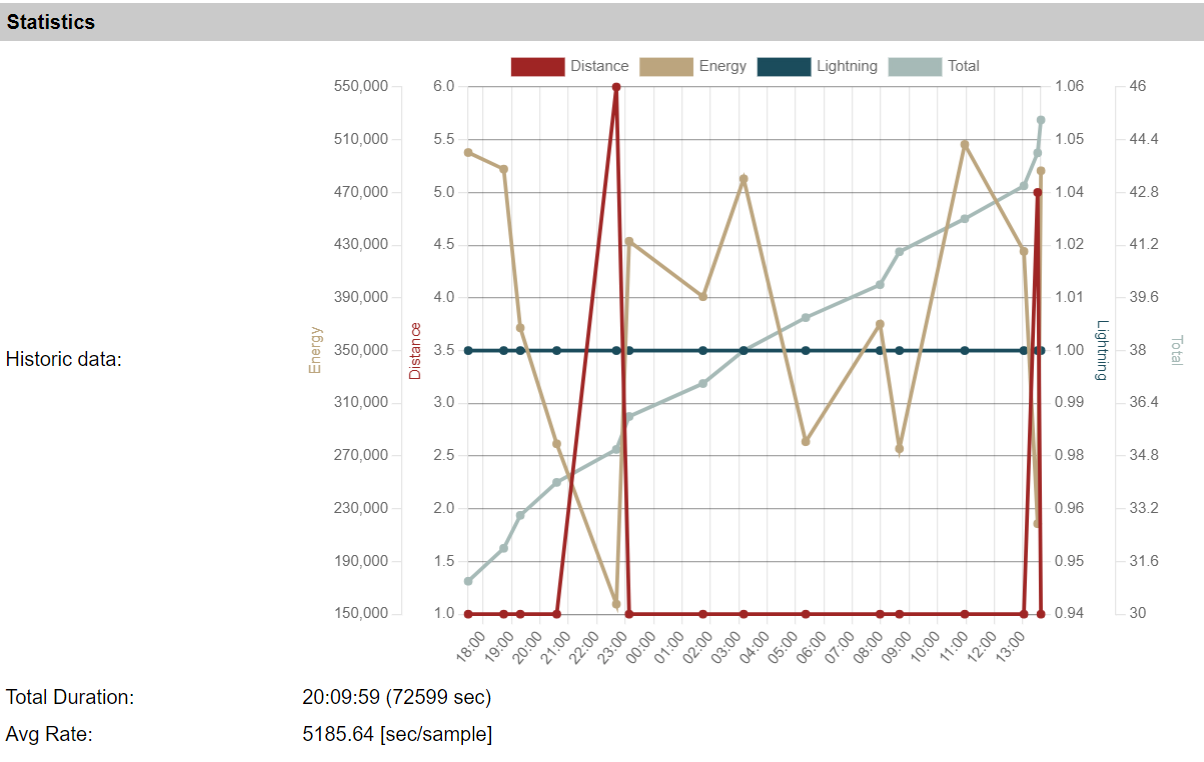 Statistics
Distance Energy Lightning Total
550,000 6.0 1.06 46
510,000 5.5 1.05 44.4
470,000 5.0 1.04 42.8
430,000 4.5 1.02 41.2
390,000 4.0 1.01 39.6
Historic data: Energy 350,000 Distance 3.5 1.00 Lightning 38 Total
310,000 3.0 0.99 36.4
270,000 2.5 0.98 34.8
230,000 2.0 0.96 33.2
190,000 1.5 0.95 31.6
150,000 1.0 0.94 30
18:00 19:00 20:00 21:00 22:00 23:00 00:00 01:00 02:00 03:00 04:00 05:00 06:00 07:00 08:00 09:00 10:00 11:00 12:00 13:00
Total Duration: 20:09:59 (72599 sec)
Avg Rate: 5185.64 [sec/sample]